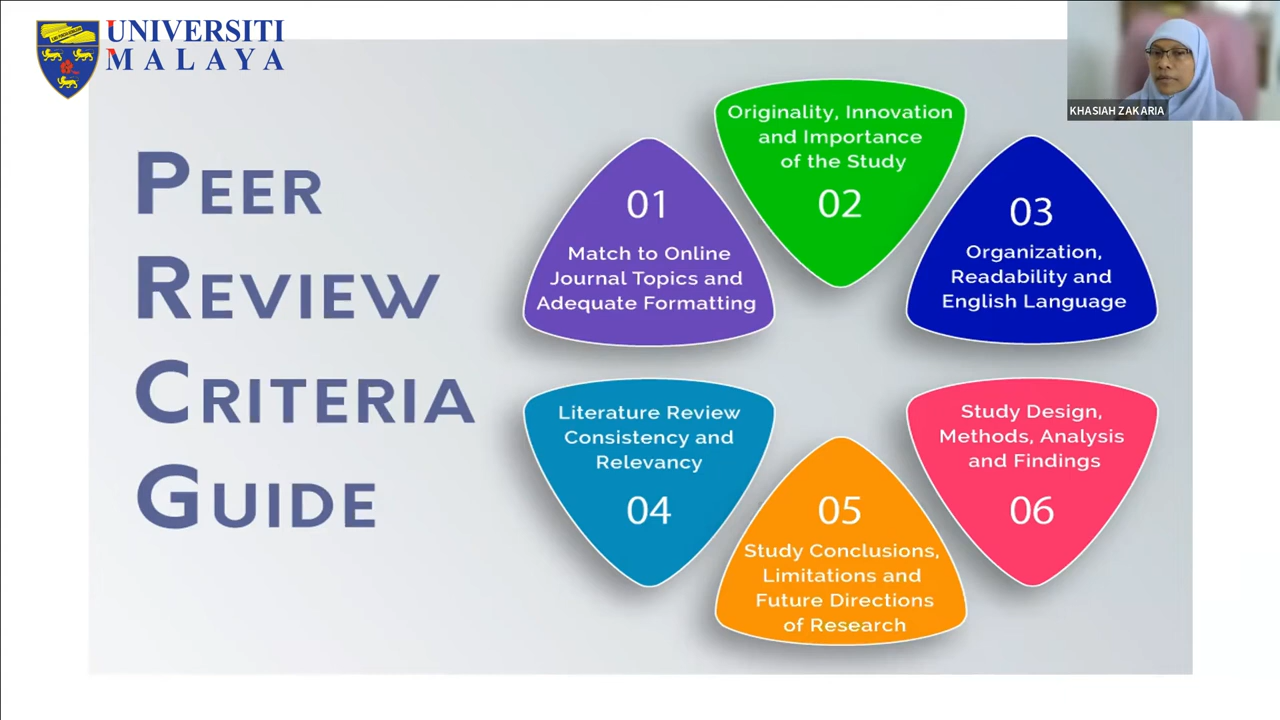 UNIVERSITI
MALAYA
KHASIAH ZAKARIA
PEER
REVIEW
CRITERIA
GUIDE
01
Match to Online
Journal Topics and
Adequate Formatting
Originality, Innovation
and Importance
of the Study
02
03
Organization,
Readability and
English Language
Literature Review
Consistency and
Relevancy
04
05
Study Conclusions,
Limitations and
Future Directions
of Research
Study Design,
Methods, Analysis
and Findings
06